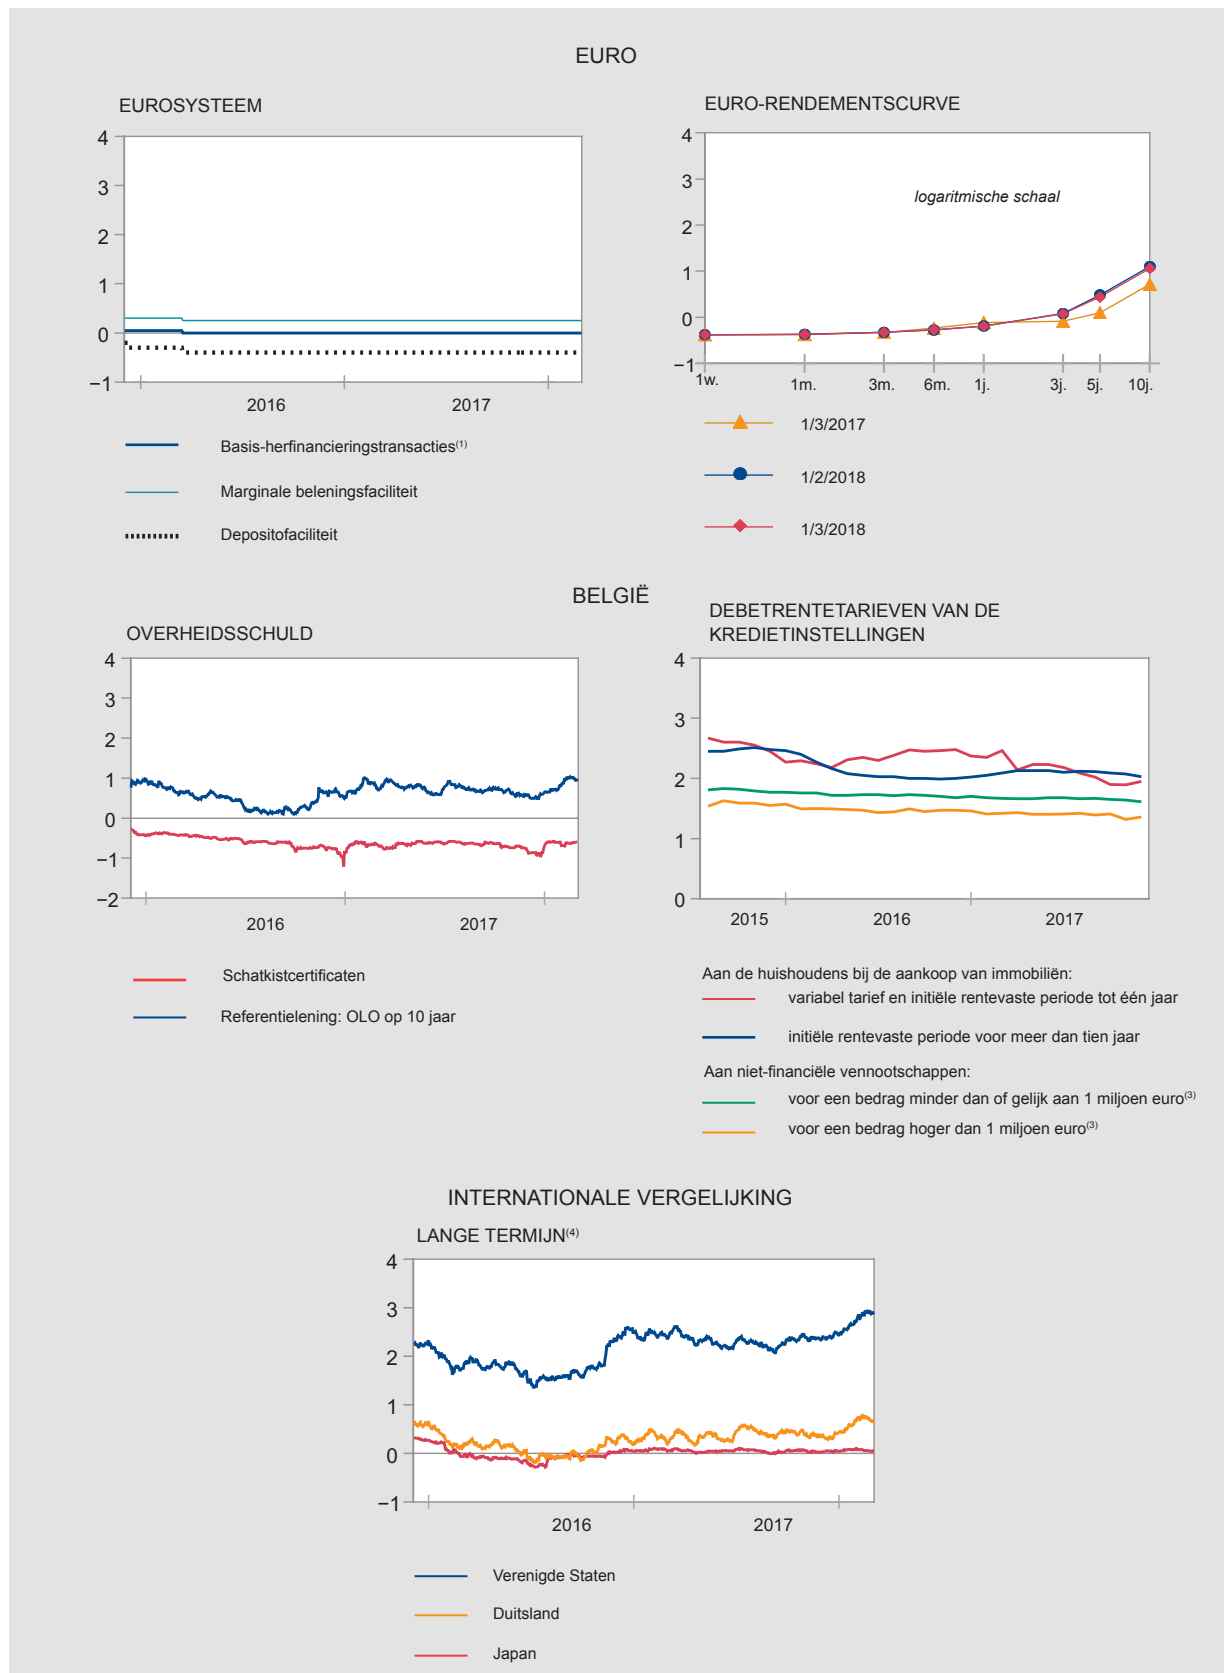 EURO
EUROSYSTEEM
4
3
2
1
0
−1
2016
2017
Basis-herfinancieringstransacties(1)
Marginale beleningsfaciliteit
Depositofaciliteit
EURO-RENDEMENTSCURVE
4
3
2
1
0
−1
logaritmische schaal
1w.
1m.
3m.
6m.
1j.
3j.
5j.
10j.
1/3/2017
1/2/2018
1/3/2018
BELGIË
OVERHEIDSSCHULD
4
3
2
1
0
−1
−2
2016
2017
Schatkistcertificaten
Referentielening: OLO op 10 jaar
DEBETRENTETARIEVEN VAN DE
KREDIETINSTELLINGEN
4
3
2
1
0
2015
2016
2017
Aan de huishoudens bij de aankoop van immobiliën:
variabel tarief en initiële rentevaste periode tot één jaar
initiële rentevaste periode voor meer dan tien jaar
Aan niet-financiële vennootschappen:
voor een bedrag minder dan of gelijk aan 1 miljoen euro(3)
voor een bedrag hoger dan 1 miljoen euro(3)
INTERNATIONALE VERGELIJKING
LANGE TERMIJN(4)
4
3
2
1
0
−1
2016
2017
Verenigde Staten
Duitsland
Japan